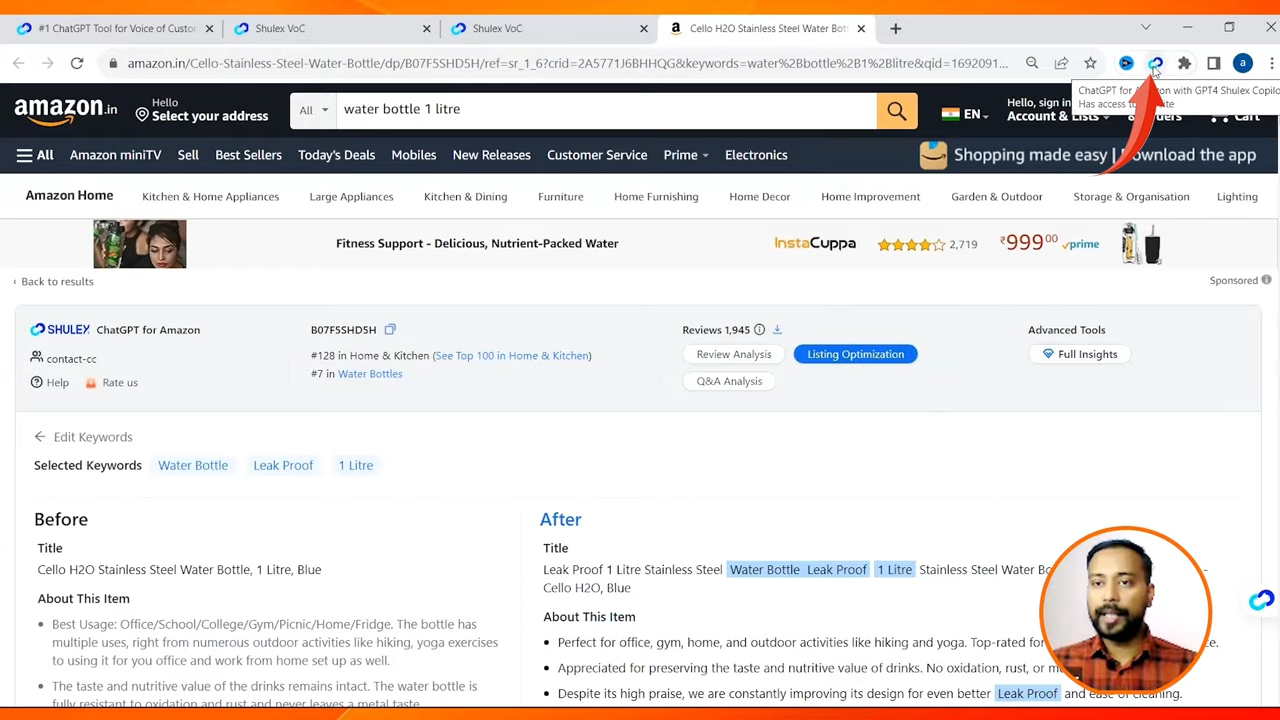 #1 ChatGPT Tool for Voice of Custo
Shulex VoC
Shulex VoC
Cello H2O Stainless Steel Water Bott
amazon.in/Cello-Stainless-Steel-Water-Bottle/dp/B07F5SHD5H/ref=sr_1_6?crid=2A5771J6BHHQG&keywords=water%2Bbottle%2B1%2Blitre&qid=1692091...
a
ChatGPT for
with GPT4 Shulex Copilo
Has access
amazon.in
Hello
Select your address
All
water bottle 1 litre
EN
Hello, sign in
Account & Lists
Cart
All
Amazon miniTV
Sell
Best Sellers
Today's Deals
Mobiles
New Releases
Customer Service
Prime
Electronics
Shopping made easy | Download the app
Amazon Home
Kitchen & Home Appliances
Large Appliances
Kitchen & Dining
Furniture
Home Furnishing
Home Decor
Home Improvement
Garden & Outdoor
Storage & Organisation
Lighting
Fitness Support - Delicious, Nutrient-Packed Water
INSTACUPPA
2,719
₹999.00
prime
‹ Back to results
Sponsored
SHULEX ChatGPT for Amazon
B07F5SHD5H
Reviews 1,945
Advanced Tools
contact-cc
#128 in Home & Kitchen (See Top 100 in Home & Kitchen)
Review Analysis
Listing Optimization
Full Insights
Help
Rate us
#7 in Water Bottles
Q&A Analysis
Edit Keywords
Selected Keywords
Water Bottle
Leak Proof
1 Litre
Before
Title
Cello H2O Stainless Steel Water Bottle, 1 Litre, Blue
About This Item
Best Usage: Office/School/College/Gym/Picnic/Home/Fridge. The bottle has
multiple uses, right from numerous outdoor activities like hiking, yoga exercises
to using it for you office and work from home set up as well.
The taste and nutritive value of the drinks remains intact. The water bottle is
fully resistant to oxidation and rust and never leaves a metal taste.
After
Title
Leak Proof 1 Litre Stainless Steel Water Bottle Leak Proof 1 Litre Stainless Steel Water Bo
Cello H2O, Blue
About This Item
Perfect for office, gym, home, and outdoor activities like hiking and yoga. Top-rated for
Appreciated for preserving the taste and nutritive value of drinks. No oxidation, rust, or
Despite its high praise, we are constantly improving its design for even better Leak Proof and ease of cleaning.